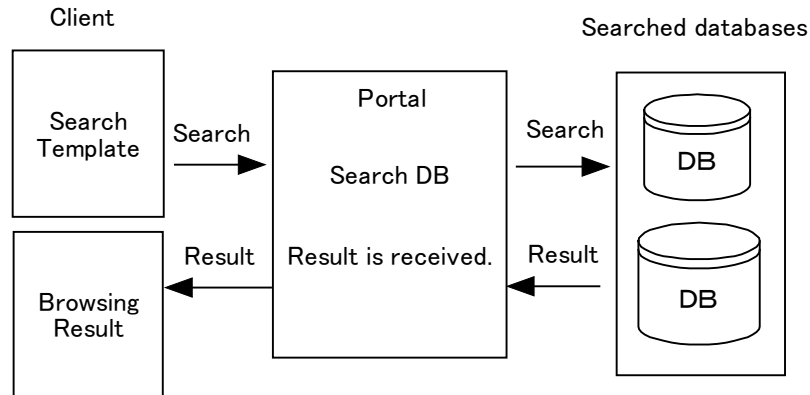 Client
Search
Template
Browsing
Result
Search
Result
Portal
Search DB
Result is received.
Search
Result
Searched databases
DB
DB